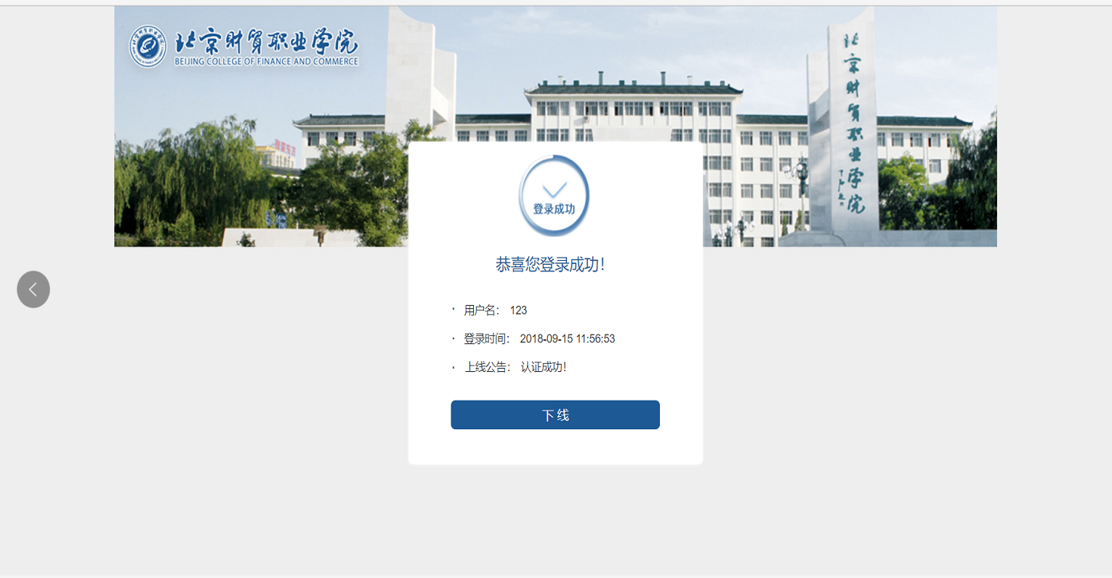 北京财贸职业学院
BEIJING COLLEGE OF FINANCE AND COMMERCE
北京财贸职业学院
登录成功
恭喜您登录成功!
· 用户名: 123
· 登录时间: 2018-09-15 11:56:53
· 上线公告: 认证成功!
下线